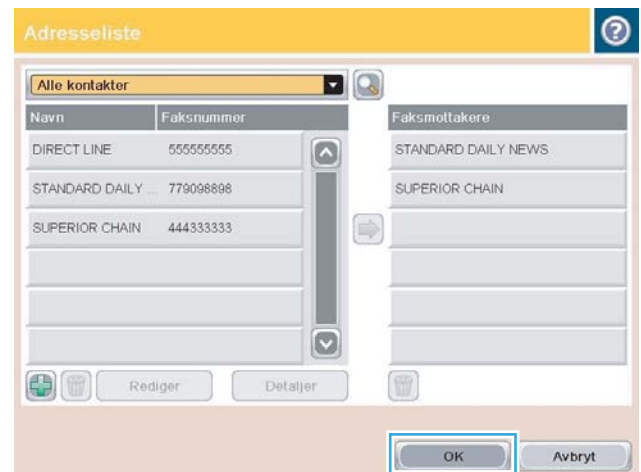 Adresseliste
Alle kontakter
Navn Faksnummer
DIRECT LINE 555555555
STANDARD DAILY ... 779098898
SUPERIOR CHAIN 444333333
Faksmottakere
STANDARD DAILY NEWS
SUPERIOR CHAIN
Rediger Detaljer
OK Avbryt